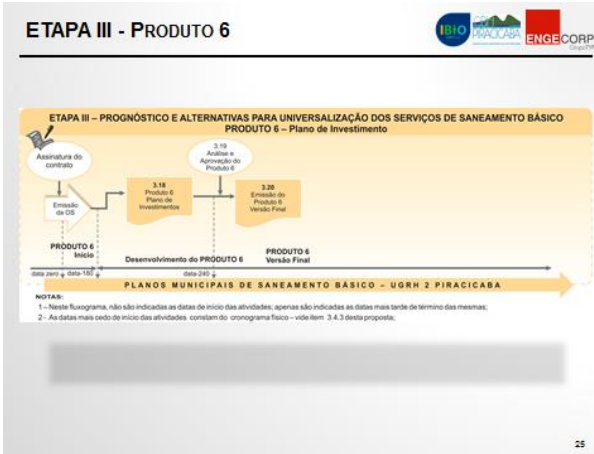 ETAPA III - PRODUTO 6
IBIO
PIRACICABA
ENGECORPS
ETAPA III – PROGNÓSTICO E ALTERNATIVAS PARA UNIVERSALIZAÇÃO DOS SERVIÇOS DE SANEAMENTO BÁSICO
PRODUTO 6 – Plano de Investimento
Assinatura do
contrato
Emissão
da OS
3.18
Produto 6
Plano de
Investimentos
3.19
Análise e
Aprovação do
Produto 6
3.20
Emissão do
Produto 6
Versão Final
PRODUTO 6
Início
Desenvolvimento do PRODUTO 6
PRODUTO 6
Versão Final
data zero
data-180
data-240
PLANOS MUNICIPAIS DE SANEAMENTO BÁSICO – UGRH 2 PIRACICABA
NOTAS:
1 – Neste fluxograma, não são indicadas as datas de início das atividades; apenas são indicadas as datas mais tarde de término das mesmas;
2 - As datas mais cedo de início das atividades constam do cronograma físico – vide item 3.4.3 desta proposta;
25